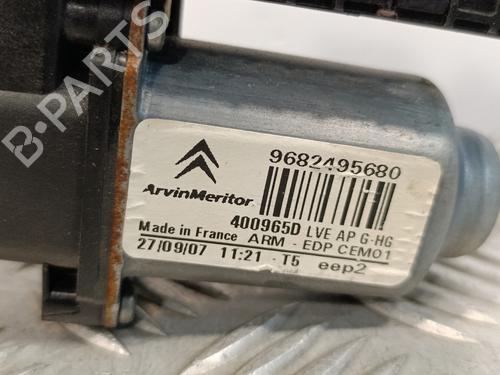 B-PARTS
9682495680
ArvinMeritor
400965D LVE AP G-HG
Made in France ARM - EDP CEM01
27/09/07 11:21 - T5 eep2